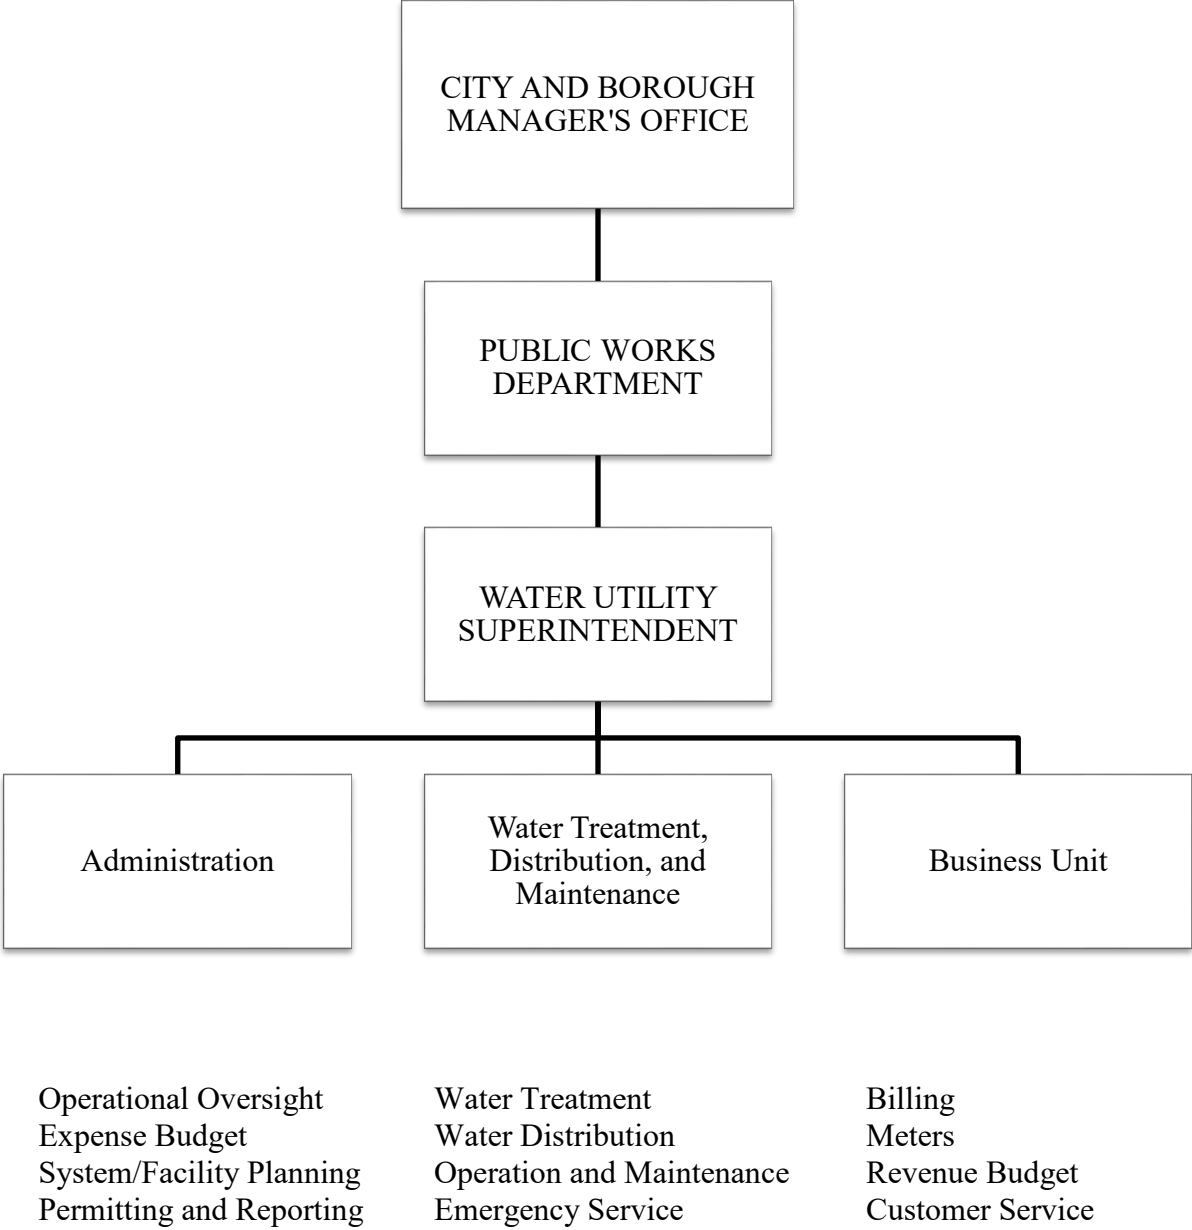 CITY AND BOROUGH
MANAGER'S OFFICE
PUBLIC WORKS
DEPARTMENT
WATER UTILITY
SUPERINTENDENT
Administration
Water Treatment,
Distribution, and
Maintenance
Business Unit
Operational Oversight
Expense Budget
System/Facility Planning
Permitting and Reporting
Water Treatment
Water Distribution
Operation and Maintenance
Emergency Service
Billing
Meters
Revenue Budget
Customer Service